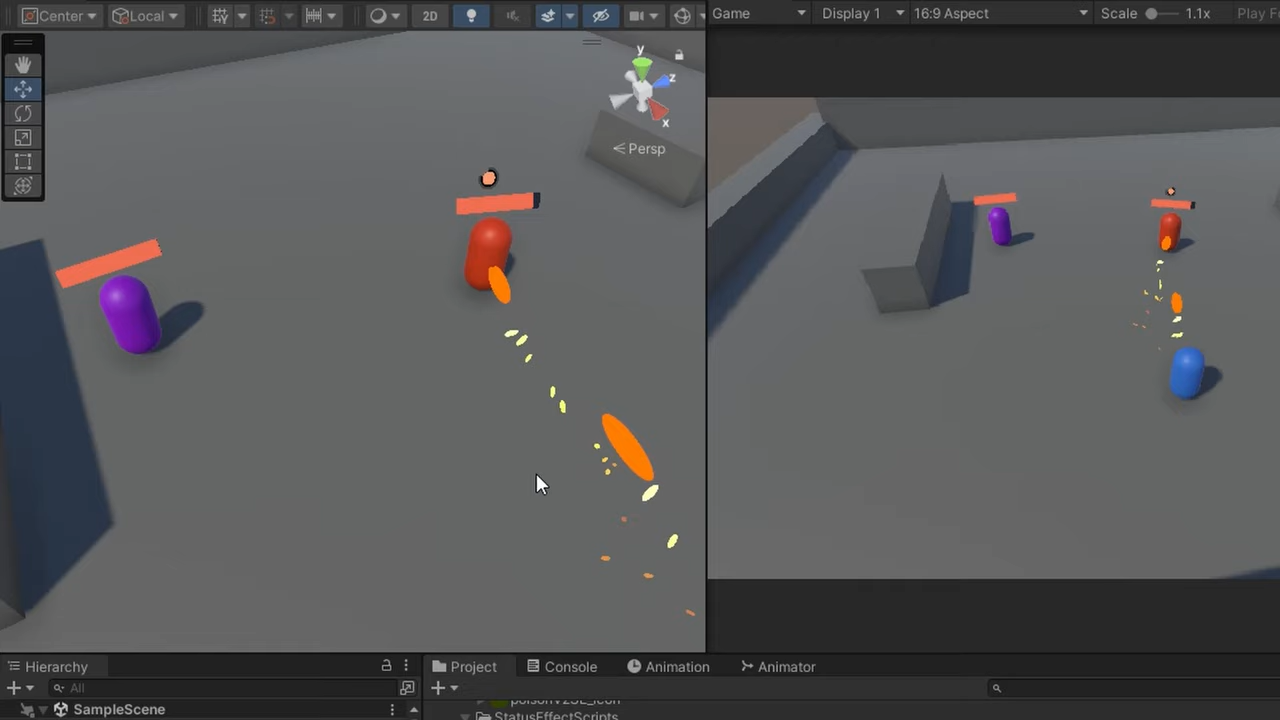 Center Local 2D
Game Display 1 16:9 Aspect Scale 1.1x Play
y
z
x
Persp
Hierarchy
All
SampleScene
Project Console Animation Animator
StatusEffectScripts